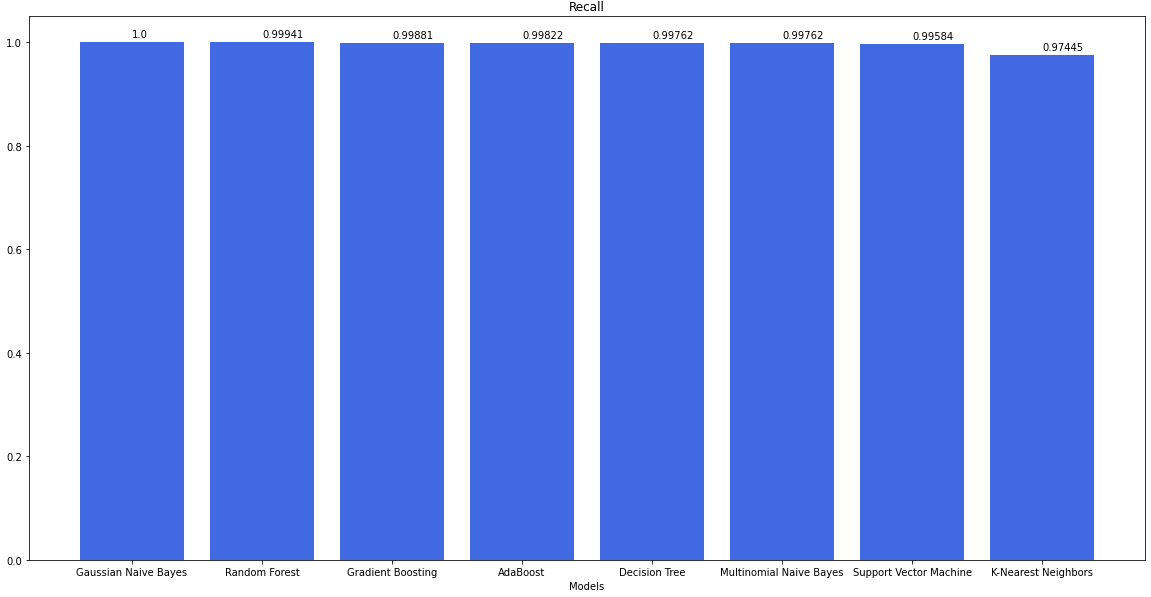 Recall
1.0 0.99941 0.99881 0.99822 0.99762 0.99762 0.99584 0.97445
1.0
0.8
0.6
0.4
0.2
0.0
Gaussian Naive Bayes Random Forest Gradient Boosting AdaBoost Decision Tree Multinomial Naive Bayes Support Vector Machine K-Nearest Neighbors
Models